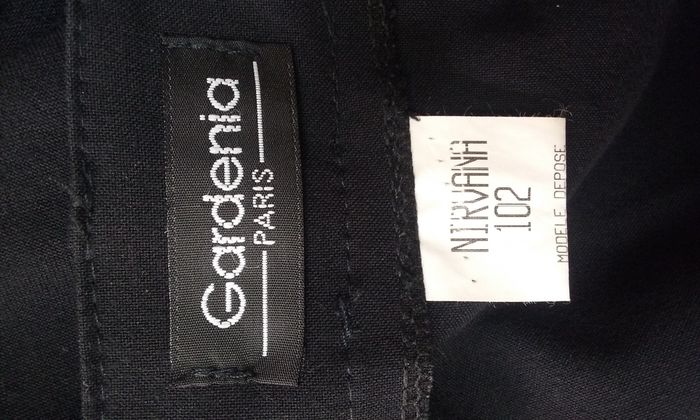 Gardenia
PARIS
NIRVANA
102
MODELE DEPOSE